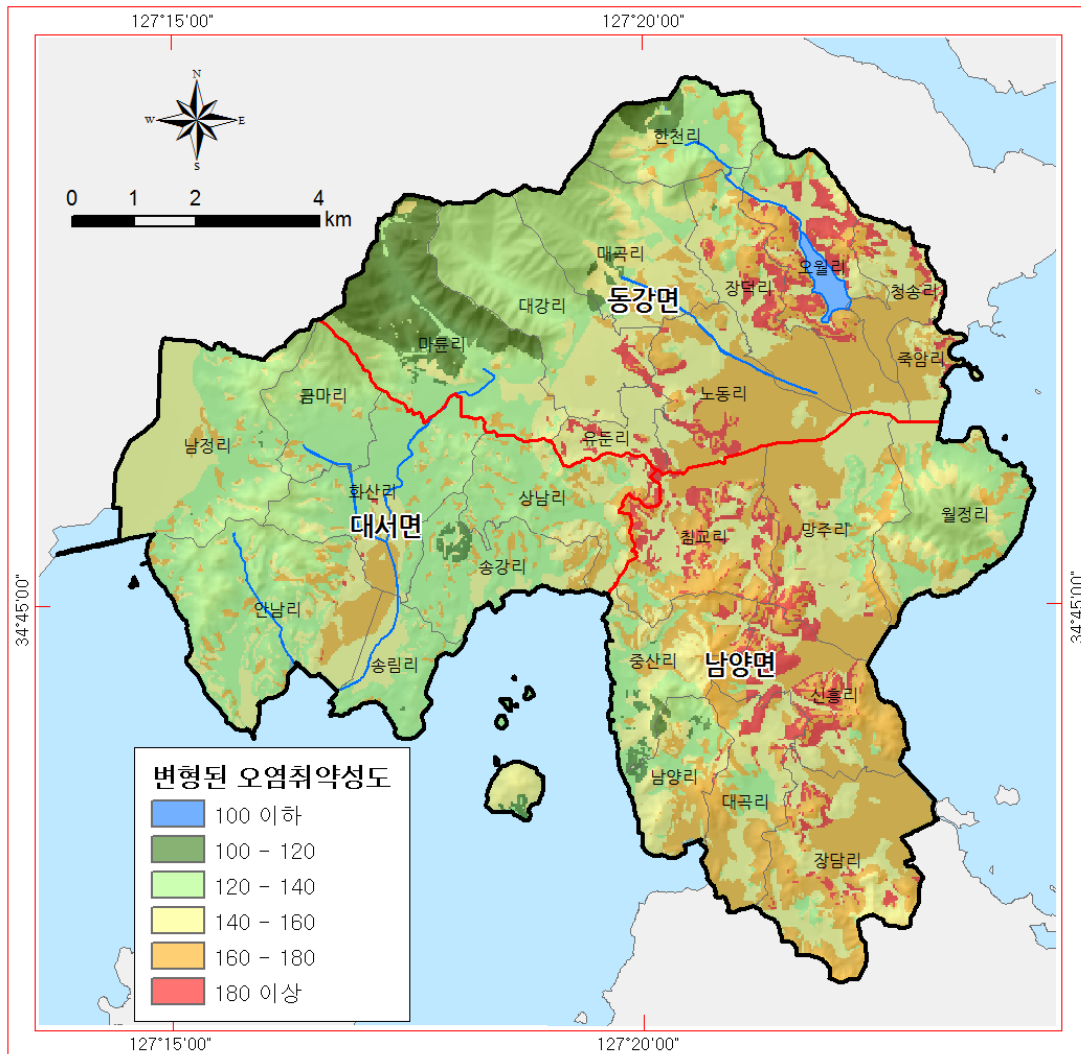 127°15'00"
127°20'00"
N
W
E
S
0
1
2
4
km
한천리
매곡리
오월리
장덕리
청송리
동강면
대강리
마륜리
죽암리
노동리
금마리
남정리
유둔리
화산리
상남리
대서면
침교리
망주리
월정리
송강리
안남리
송림리
중산리
남양면
신흥리
남양리
대곡리
장담리
34°45'00"
34°45'00"
변형된 오염취약성도
100 이하
100 - 120
120 - 140
140 - 160
160 - 180
180 이상
127°15'00"
127°20'00"